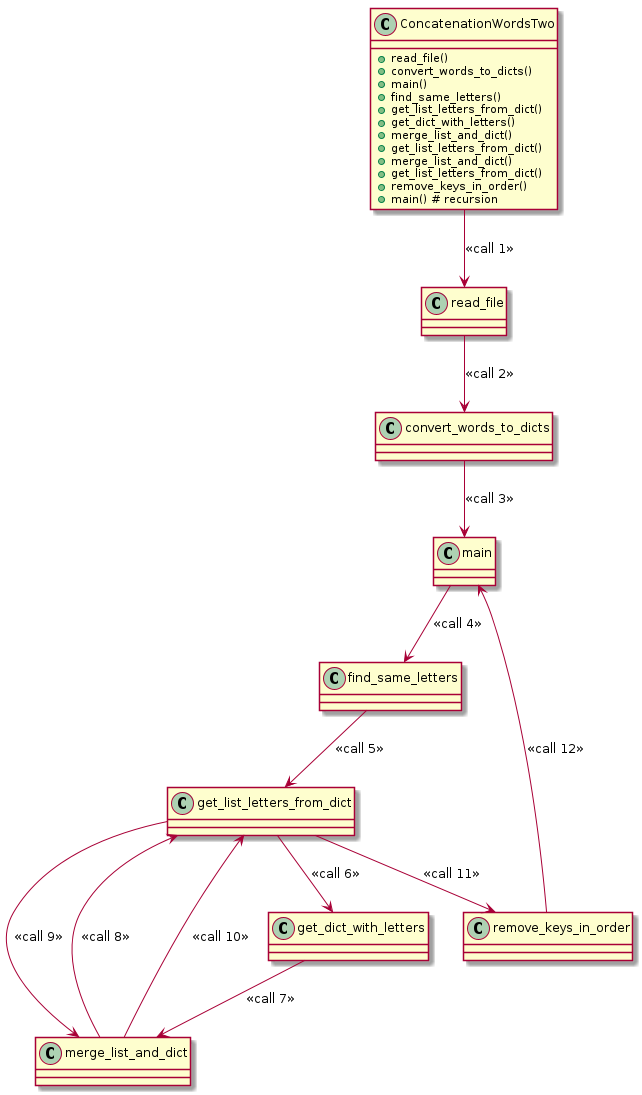 C ConcatenationWordsTwo
read_file()
convert_words_to_dicts()
main()
find_same_letters()
get_list_letters_from_dict()
get_dict_with_letters()
merge_list_and_dict()
get_list_letters_from_dict()
merge_list_and_dict()
get_list_letters_from_dict()
remove_keys_in_order()
main() # recursion
«call 1»
C read_file
«call 2»
C convert_words_to_dicts
«call 3»
C main
«call 4»
C find_same_letters
«call 5»
«call 12»
C get_list_letters_from_dict
«call 6»
«call 11»
«call 9»
«call 8»
«call 10»
C get_dict_with_letters
C remove_keys_in_order
«call 7»
C merge_list_and_dict